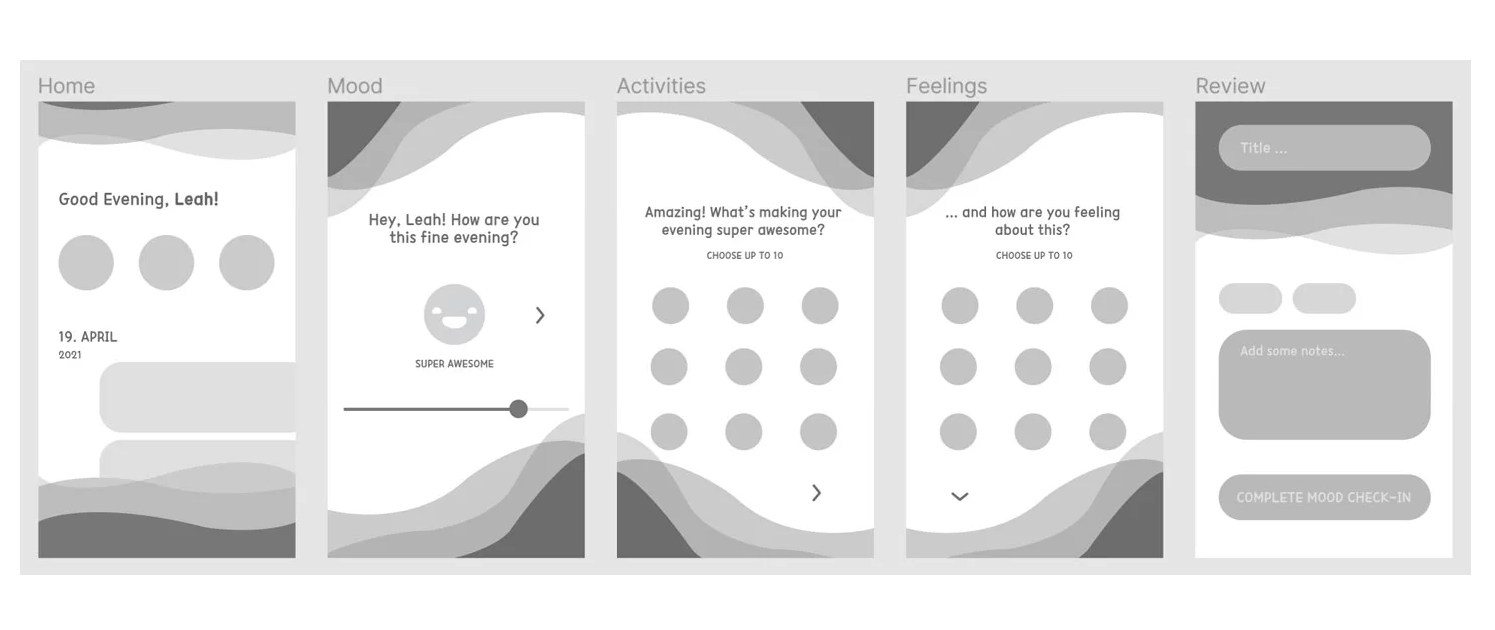 Home
Good Evening, Leah!
19. APRIL
2021
Mood
Hey, Leah! How are you
this fine evening?
SUPER AWESOME
Activities
Amazing! What's making your
evening super awesome?
CHOOSE UP TO 10
Feelings
... and how are you feeling
about this?
CHOOSE UP TO 10
Review
Title ...
Add some notes...
COMPLETE MOOD CHECK-IN